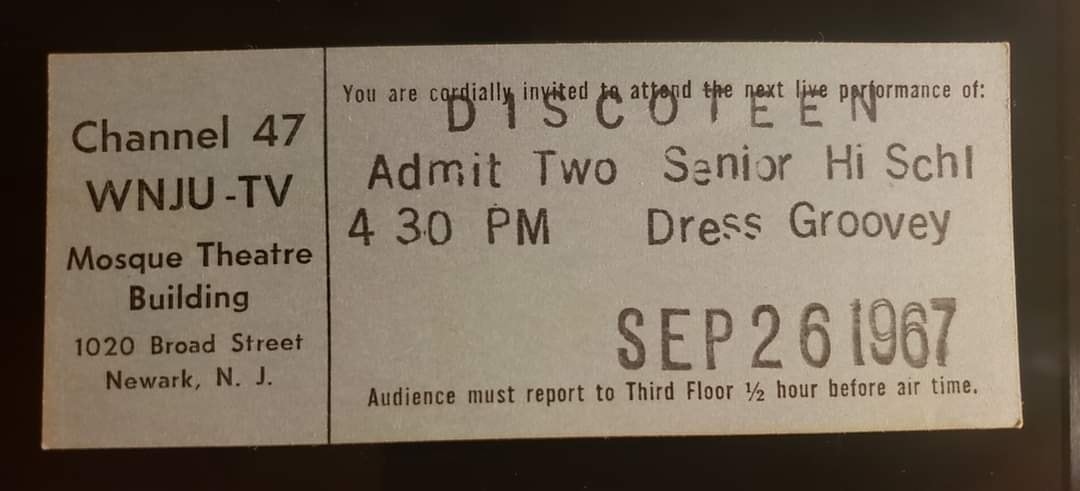 Channel 47
WNJU-TV
Mosque Theatre
Building
1020 Broad Street
Newark, N. J.
You are cordially invited to attend the next live performance of:
DISCOTEEN
Admit Two Senior Hi Schl
4 30 PM Dress Groovey
SEP 26 1967
Audience must report to Third Floor ½ hour before air time.